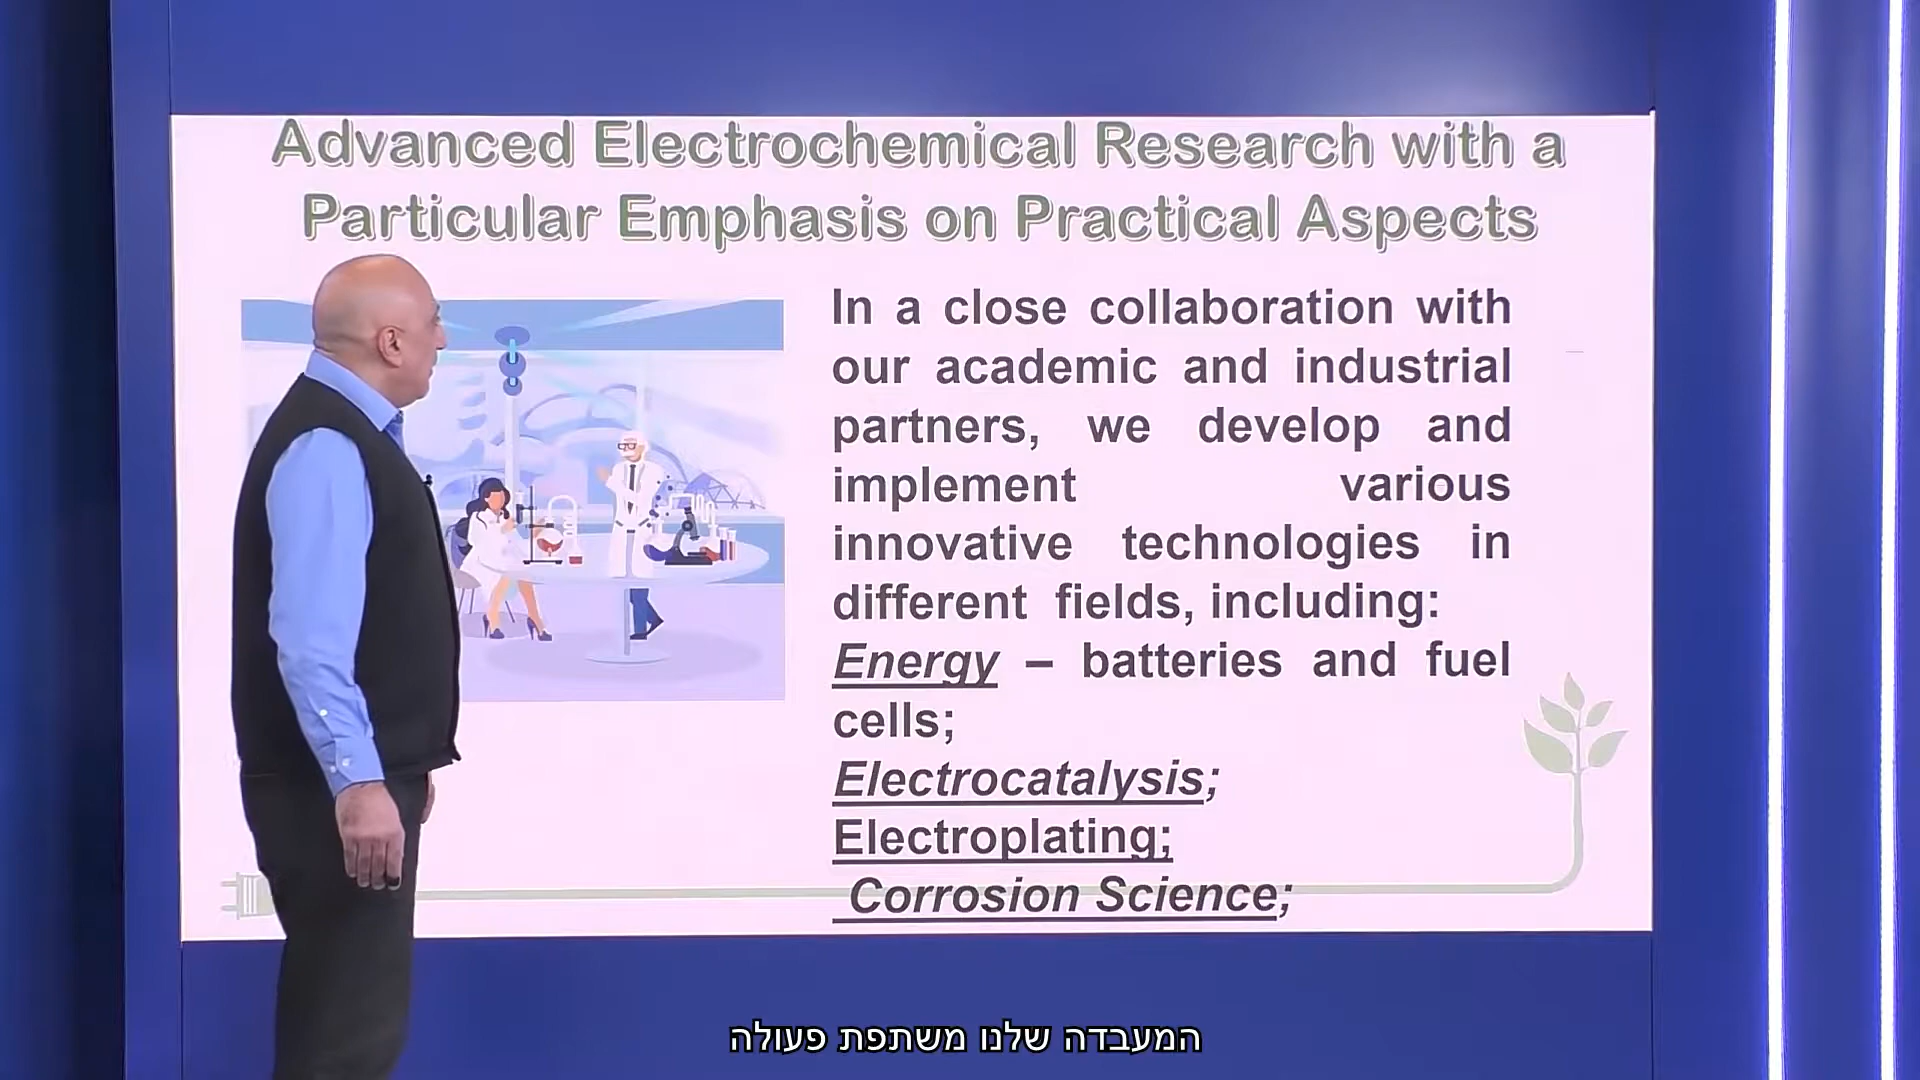 Advanced Electrochemical Research with a
Particular Emphasis on Practical Aspects
In a close collaboration with
our academic and industrial
partners, we develop and
implement various
innovative technologies in
different fields, including:
Energy – batteries and fuel
cells;
Electrocatalysis;
Electroplating;
Corrosion Science;
המעבדה שלנו משתפת פעולה